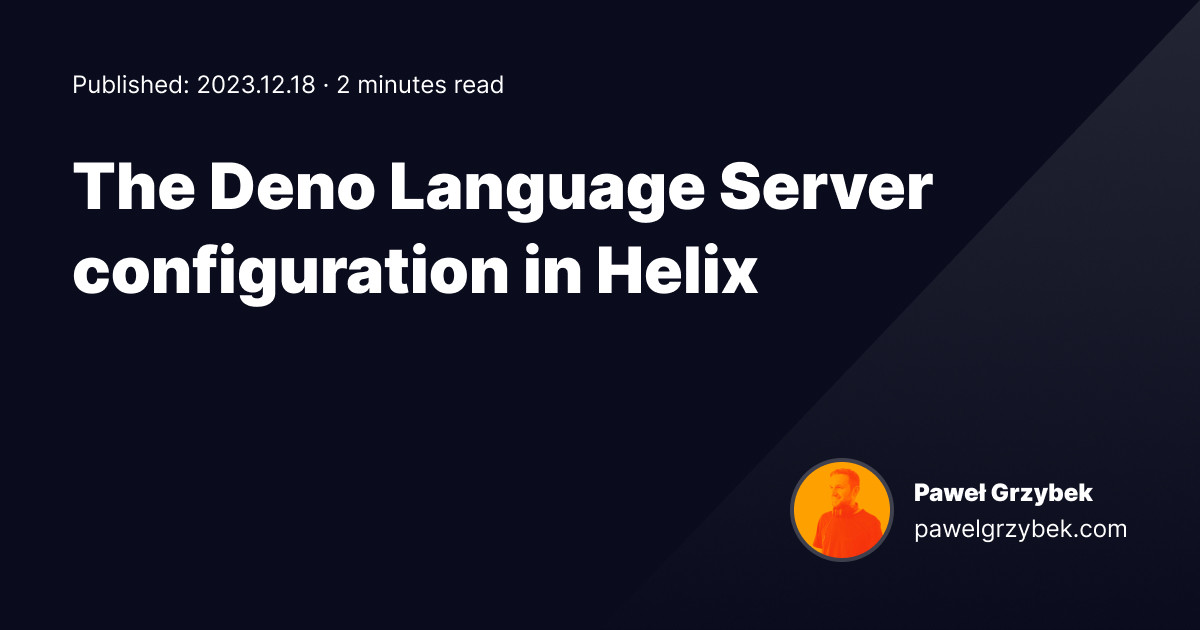 Published: 2023.12.18 · 2 minutes read
The Deno Language Server
configuration in Helix
Paweł Grzybek
pawelgrzybek.com